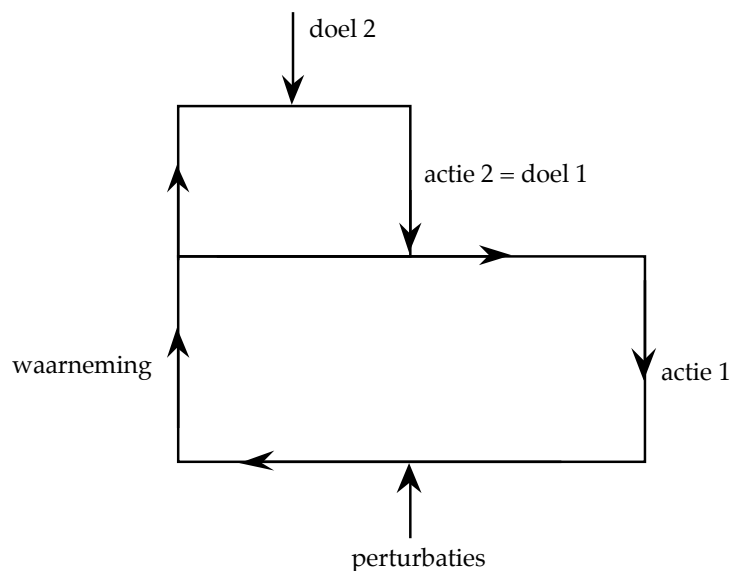 doel 2
actie 2 = doel 1
waarneming
actie 1
perturbaties